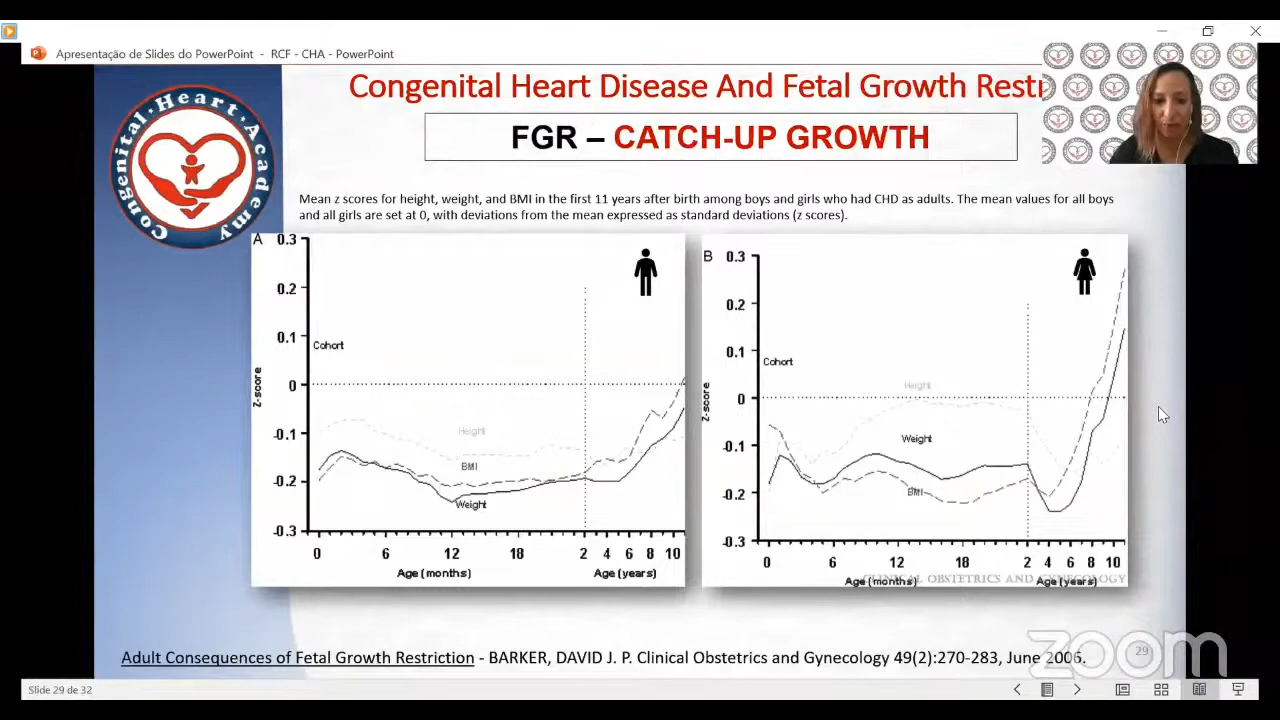 Apresentação de Slides do PowerPoint - RCF - CHA - PowerPoint
Congenital Heart Disease And Fetal Growth Resti
Congenital · Heart · Academy
FGR – CATCH-UP GROWTH
Mean z scores for height, weight, and BMI in the first 11 years after birth among boys and girls who had CHD as adults. The mean values for all boys
and all girls are set at 0, with deviations from the mean expressed as standard deviations (z scores).
A
0.3
0.2
0.1
0
-0.1
-0.2
-0.3
Z-score
Cohort
Height
BMI
Weight
0 6 12 18 2 4 6 8 10
Age (months) Age (years)
B
0.3
0.2
0.1
0
-0.1
-0.2
-0.3
Z-score
Cohort
Height
Weight
BMI
0 6 12 18 2 4 6 8 10
Age (months) Age (years)
CLINICAL OBSTETRICS AND GYNECOLOGY
Adult Consequences of Fetal Growth Restriction - BARKER, DAVID J. P. Clinical Obstetrics and Gynecology 49(2):270-283, June 2006.
29
zoom
Slide 29 de 32